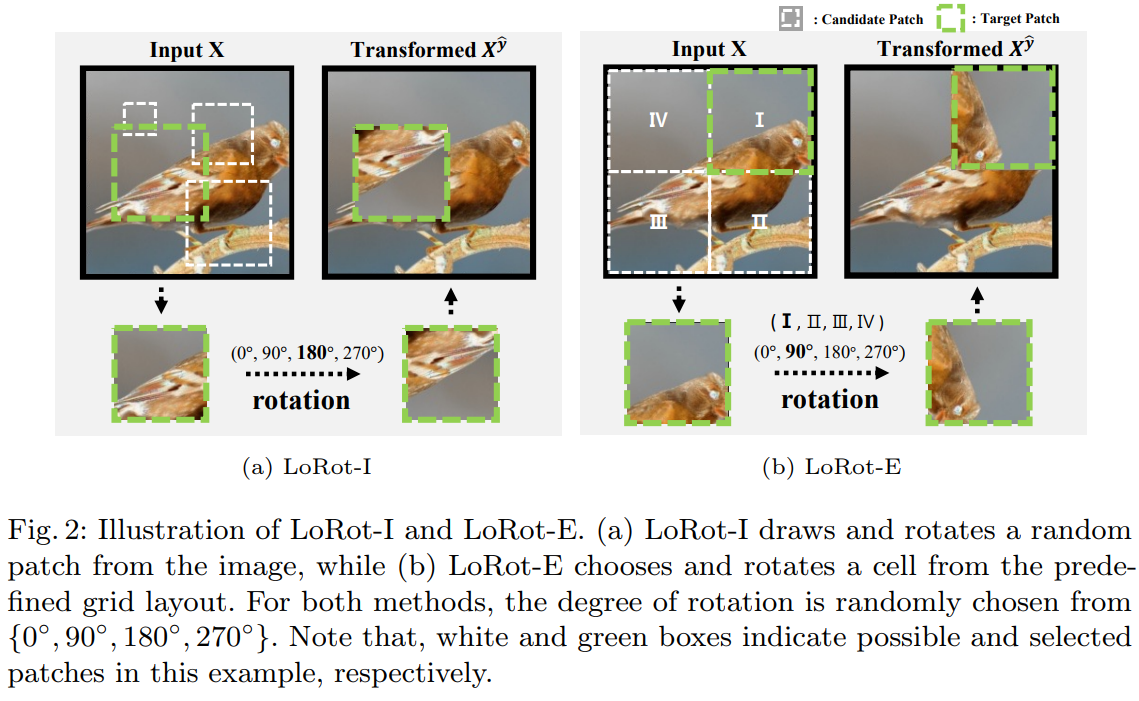 : Candidate Patch : Target Patch
Input X
Transformed X^ŷ
Input X
Transformed X^ŷ
IV
I
III
II
(0°, 90°, 180°, 270°)
rotation
( I , II, III, IV )
(0°, 90°, 180°, 270°)
rotation
(a) LoRot-I
(b) LoRot-E
Fig. 2: Illustration of LoRot-I and LoRot-E. (a) LoRot-I draws and rotates a random
patch from the image, while (b) LoRot-E chooses and rotates a cell from the prede-
fined grid layout. For both methods, the degree of rotation is randomly chosen from
{0°, 90°, 180°, 270°}. Note that, white and green boxes indicate possible and selected
patches in this example, respectively.